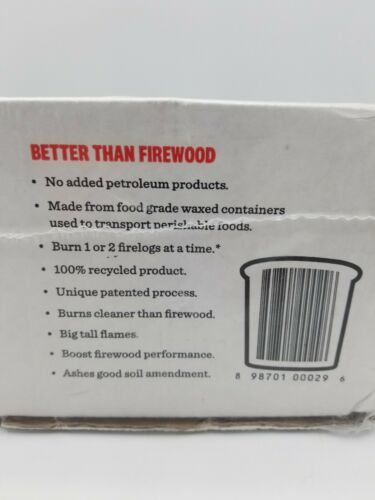 BETTER THAN FIREWOOD
• No added petroleum products.
• Made from food grade waxed containers
used to transport perishable foods.
• Burn 1 or 2 firelogs at a time.*
• 100% recycled product.
• Unique patented process.
• Burns cleaner than firewood.
• Big tall flames.
• Boost firewood performance.
• Ashes good soil amendment.
8 98701 00029 6